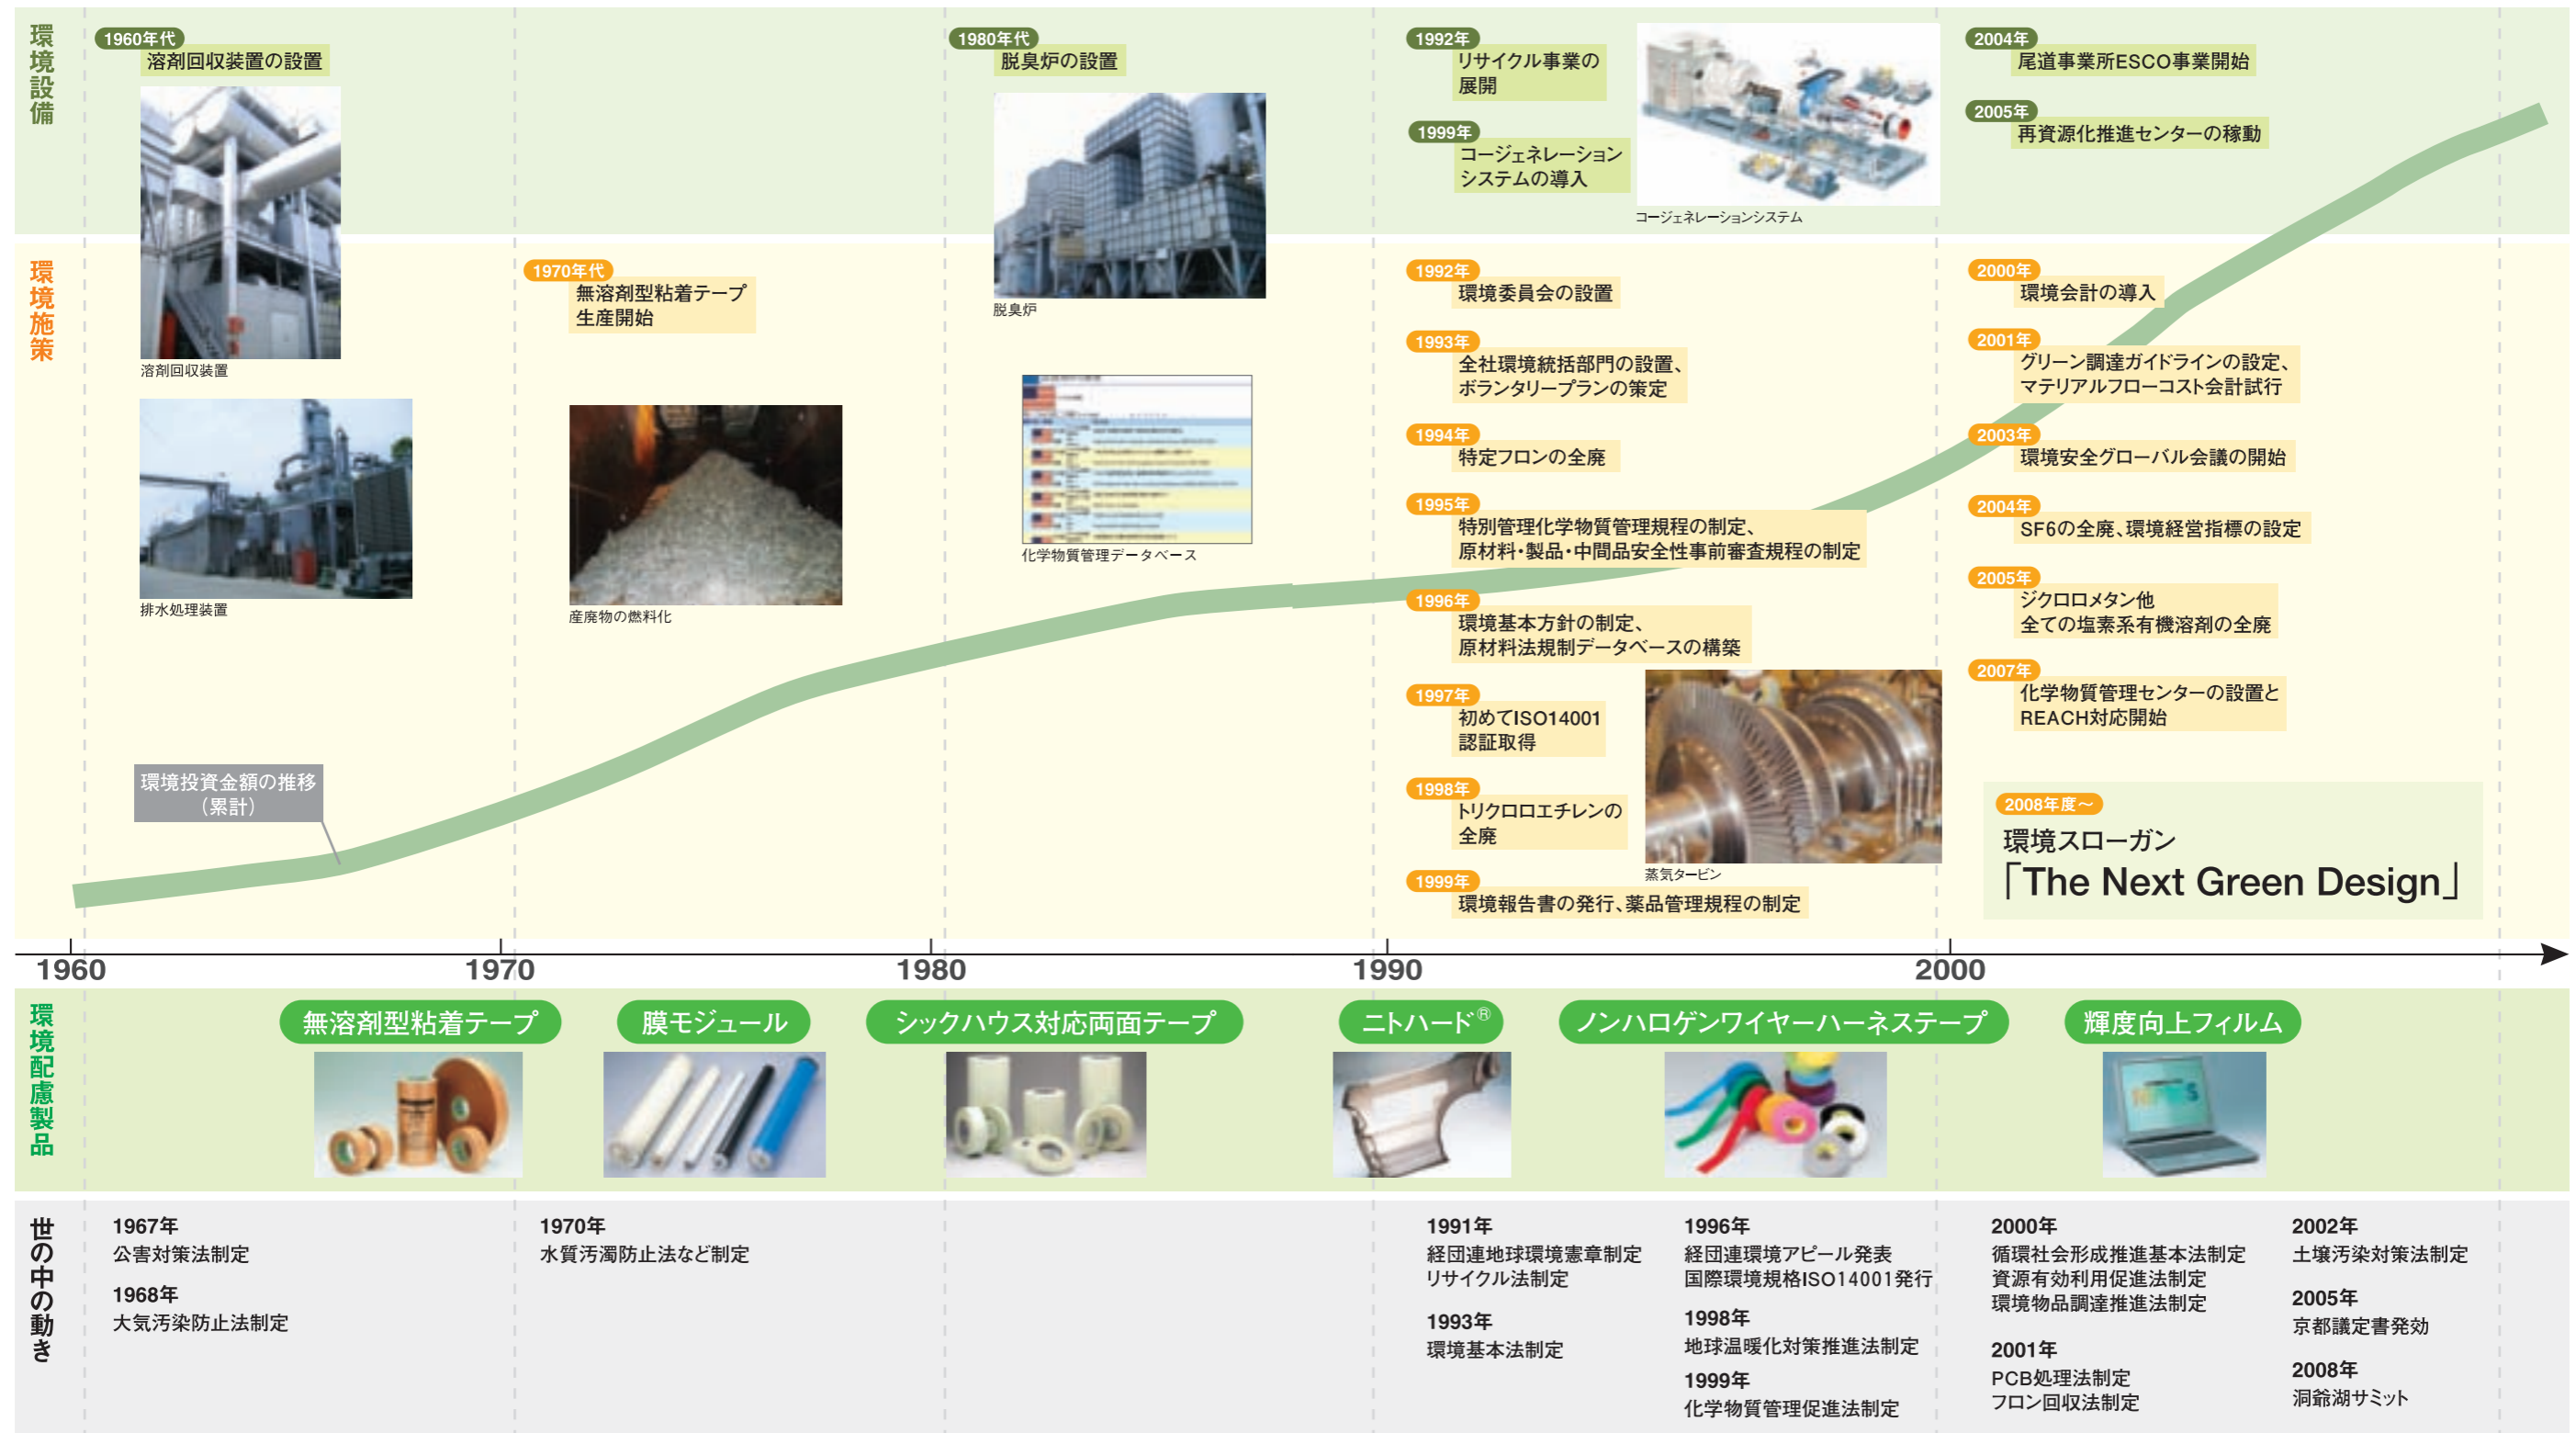 環境設備
1960年代
溶剤回収装置の設置
溶剤回収装置
排水処理装置
1980年代
脱臭炉の設置
脱臭炉
1992年
リサイクル事業の
展開
1999年
コージェネレーション
システムの導入
コージェネレーションシステム
2004年
尾道事業所ESCO事業開始
2005年
再資源化推進センターの稼動
環境施策
1970年代
無溶剤型粘着テープ
生産開始
産廃物の燃料化
化学物質管理データベース
1992年
環境委員会の設置
1993年
全社環境統括部門の設置、
ボランタリープランの策定
1994年
特定フロンの全廃
1995年
特別管理化学物質管理規程の制定、
原材料・製品・中間品安全性事前審査規程の制定
1996年
環境基本方針の制定、
原材料法規制データベースの構築
1997年
初めてISO14001
認証取得
1998年
トリクロロエチレンの
全廃
蒸気タービン
1999年
環境報告書の発行、薬品管理規程の制定
2000年
環境会計の導入
2001年
グリーン調達ガイドラインの設定、
マテリアルフローコスト会計試行
2003年
環境安全グローバル会議の開始
2004年
SF6の全廃、環境経営指標の設定
2005年
ジクロロメタン他
全ての塩素系有機溶剤の全廃
2007年
化学物質管理センターの設置と
REACH対応開始
2008年度〜
環境スローガン
「The Next Green Design」
環境投資金額の推移
（累計）
1960
1970
1980
1990
2000
環境配慮製品
無溶剤型粘着テープ
膜モジュール
シックハウス対応両面テープ
ニトハード®
ノンハロゲンワイヤーハーネステープ
輝度向上フィルム
世の中の動き
1967年
公害対策法制定
1968年
大気汚染防止法制定
1970年
水質汚濁防止法など制定
1991年
経団連地球環境憲章制定
リサイクル法制定
1993年
環境基本法制定
1996年
経団連環境アピール発表
国際環境規格ISO14001発行
1998年
地球温暖化対策推進法制定
1999年
化学物質管理促進法制定
2000年
循環社会形成推進基本法制定
資源有効利用促進法制定
環境物品調達推進法制定
2001年
PCB処理法制定
フロン回収法制定
2002年
土壌汚染対策法制定
2005年
京都議定書発効
2008年
洞爺湖サミット